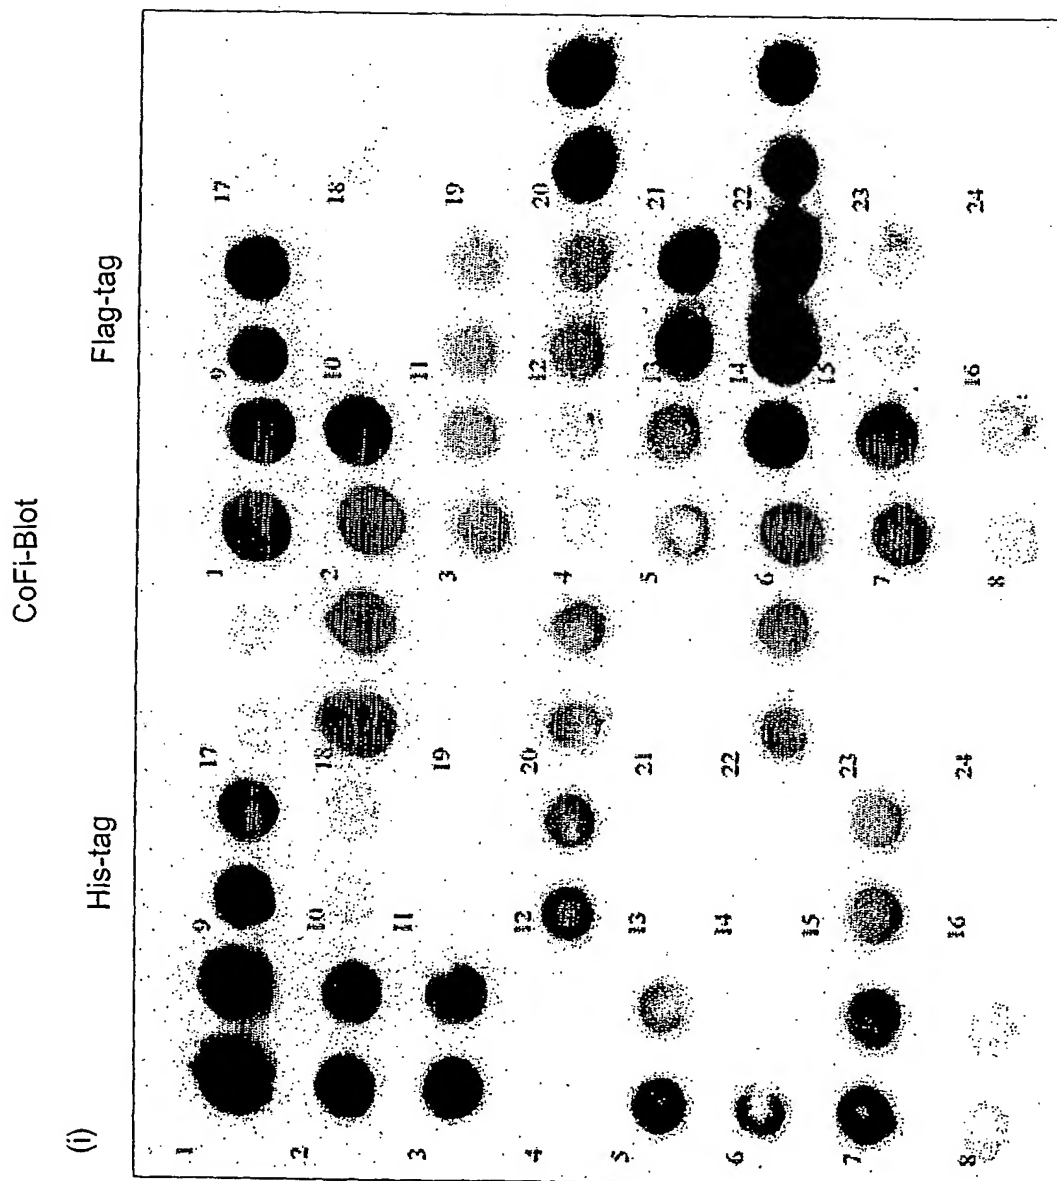 CoFi-Blot
(i) His-tag Flag-tag
1 9 17 1 9 17
2 10 18 2 10 18
3 11 19 3 11 19
4 12 20 4 12 20
5 13 21 5 13 21
6 14 22 6 14 22
7 15 23 7 15 23
8 16 24 8 16 24